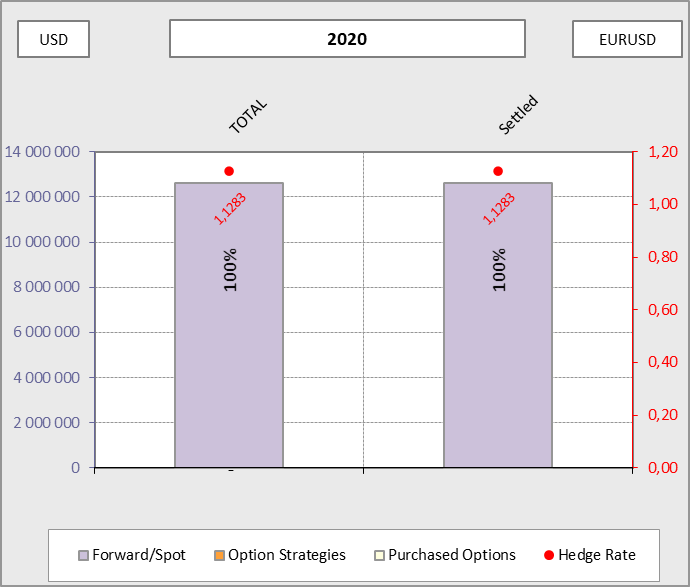 USD
2020
EURUSD
TOTAL
Settled
14 000 000
12 000 000
10 000 000
8 000 000
6 000 000
4 000 000
2 000 000
0
1,20
1,00
0,80
0,60
0,40
0,20
0,00
1,1283
1,1283
100%
100%
-
Forward/Spot
Option Strategies
Purchased Options
Hedge Rate